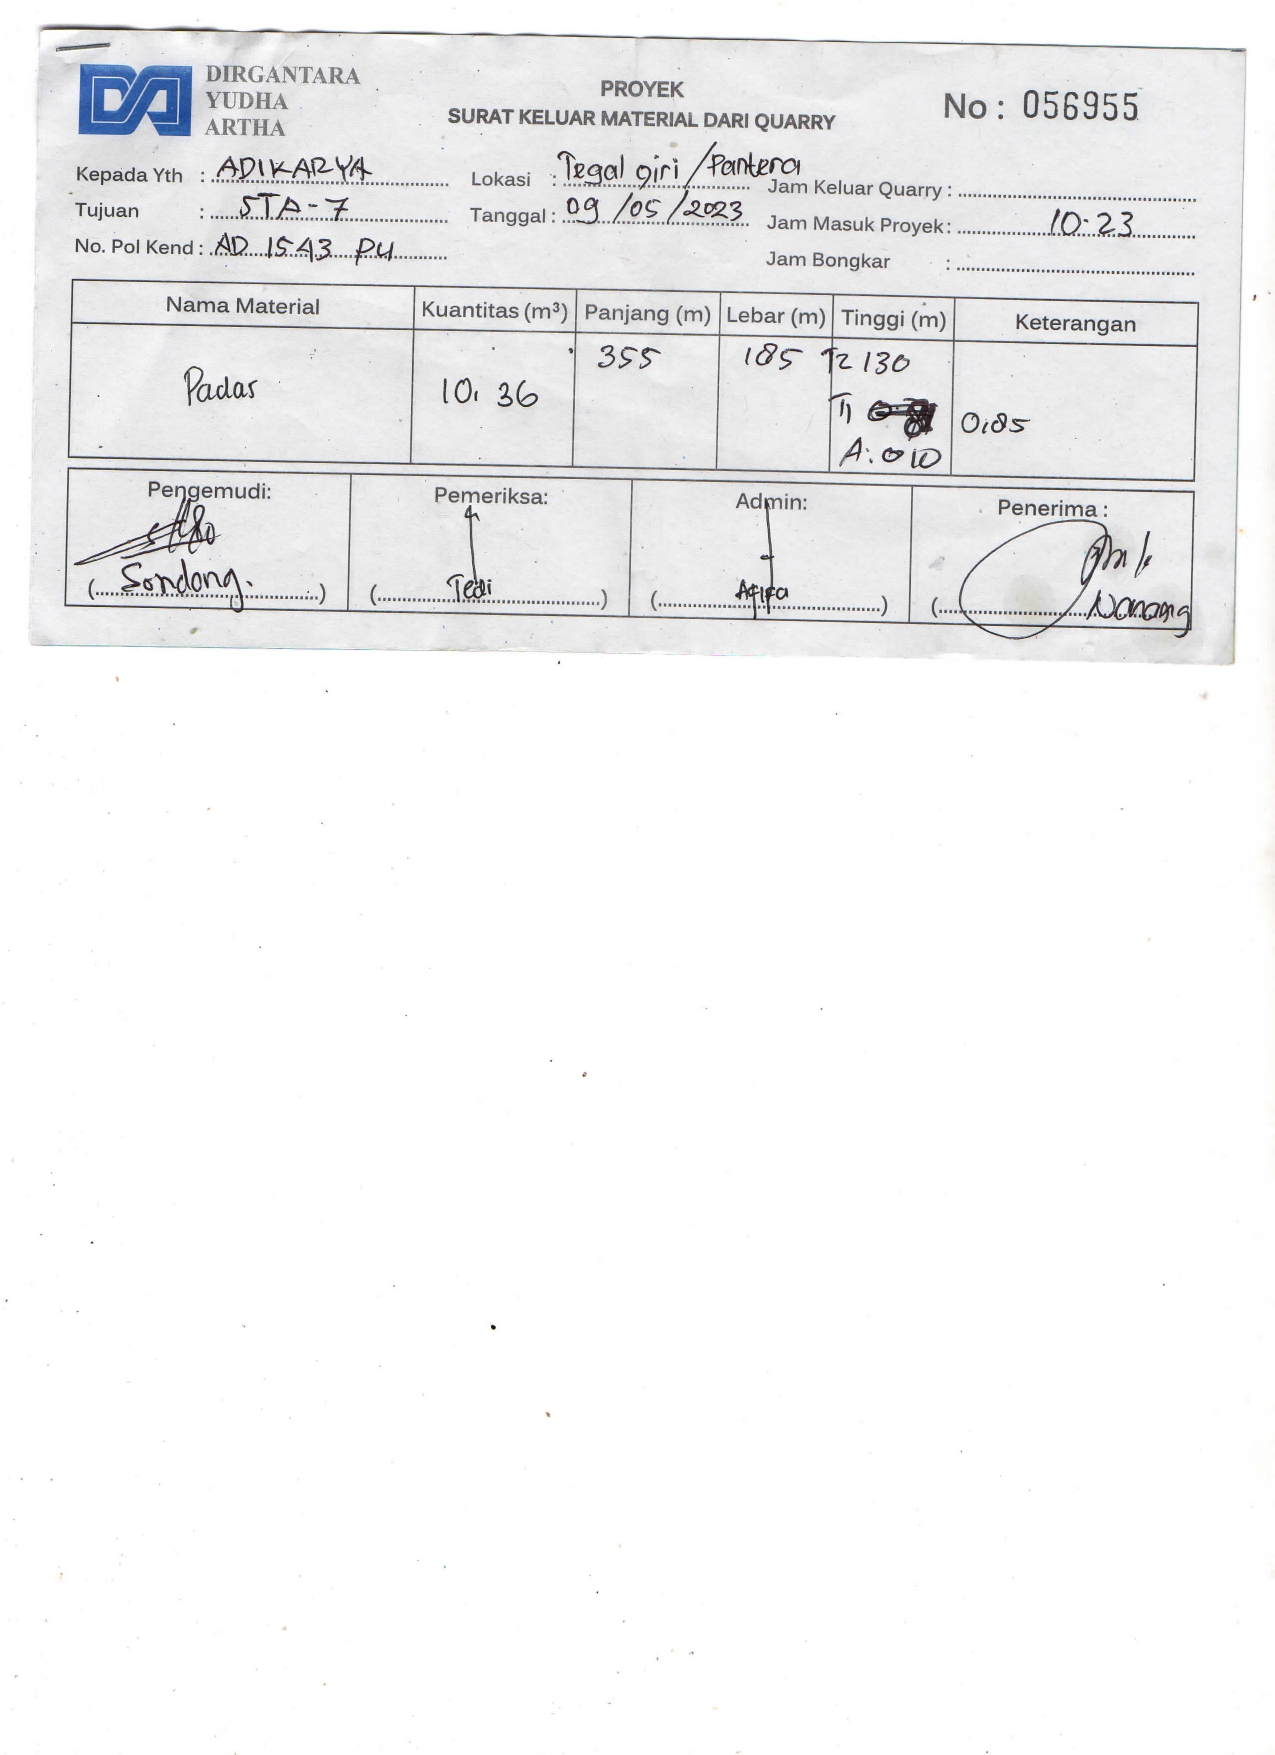 DIRGANTARA
YUDHA
ARTHA
PROYEK
SURAT KELUAR MATERIAL DARI QUARRY
No : 056955
Kepada Yth : ADIKARYA
Lokasi : Tegal giri / Pantera
Jam Keluar Quarry :
Tujuan : STA-7
Tanggal : 09 / 05 / 2023
Jam Masuk Proyek : 10:23
No. Pol Kend : AD 1543 PU
Jam Bongkar :
Nama Material Kuantitas (m³) Panjang (m) Lebar (m) Tinggi (m) Keterangan
Padas 10,36 355 185 T2 130
T1 0,85
A: 010
Pengemudi: Pemeriksa: Admin: Penerima :
(Sondong.) (Tedi) (Afifa) (Nanang